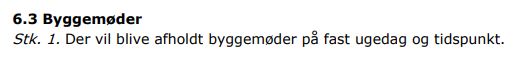 6.3 Byggemøder
Stk. 1. Der vil blive afholdt byggemøder på fast ugedag og tidspunkt.